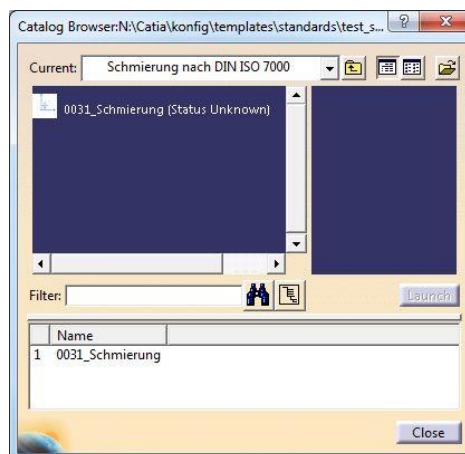 Catalog Browser:N:\Catia\konfig\templates\standards\test_s...
Current: Schmierung nach DIN ISO 7000
0031_Schmierung (Status Unknown)
Filter: Launch
Name
1 0031_Schmierung
Close